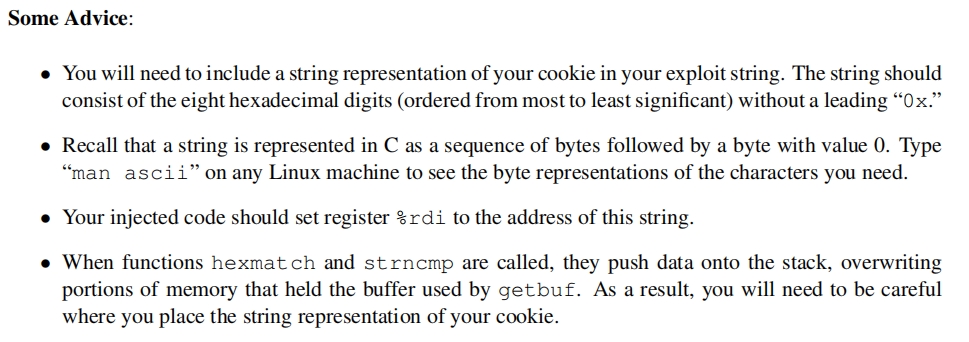 Some Advice:
• You will need to include a string representation of your cookie in your exploit string. The string should
consist of the eight hexadecimal digits (ordered from most to least significant) without a leading “0x.”
• Recall that a string is represented in C as a sequence of bytes followed by a byte with value 0. Type
“man ascii” on any Linux machine to see the byte representations of the characters you need.
• Your injected code should set register %rdi to the address of this string.
• When functions hexmatch and strncmp are called, they push data onto the stack, overwriting
portions of memory that held the buffer used by getbuf. As a result, you will need to be careful
where you place the string representation of your cookie.